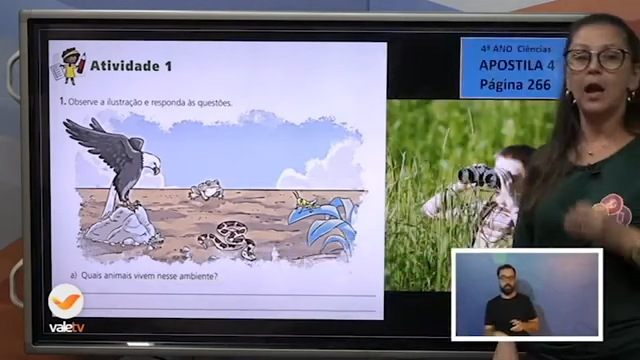 Atividade 1
1. Observe a ilustração e responda às questões.
a) Quais animais vivem nesse ambiente?
4º ANO Ciências
APOSTILA 4
Página 266
valetv